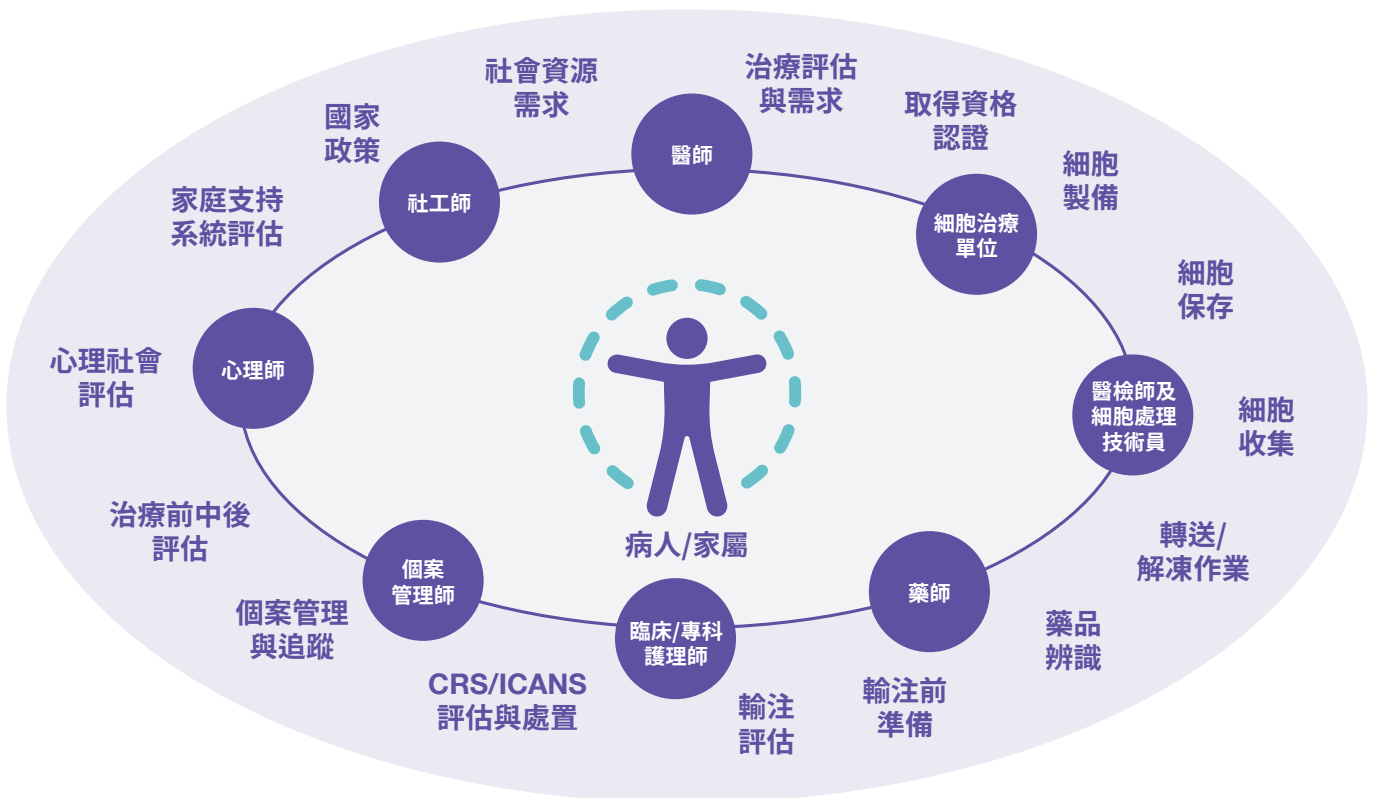 社會資源
需求
治療評估
與需求
國家
政策
醫師
取得資格
認證
社工師
細胞
製備
家庭支持
系統評估
細胞治療
單位
細胞
保存
心理社會
評估
心理師
醫檢師及
細胞處理
技術員
細胞
收集
治療前中後
評估
病人/家屬
轉送/
解凍作業
個案
管理師
藥師
個案管理
與追蹤
臨床/專科
護理師
藥品
辨識
CRS/ICANS
評估與處置
輸注
評估
輸注前
準備